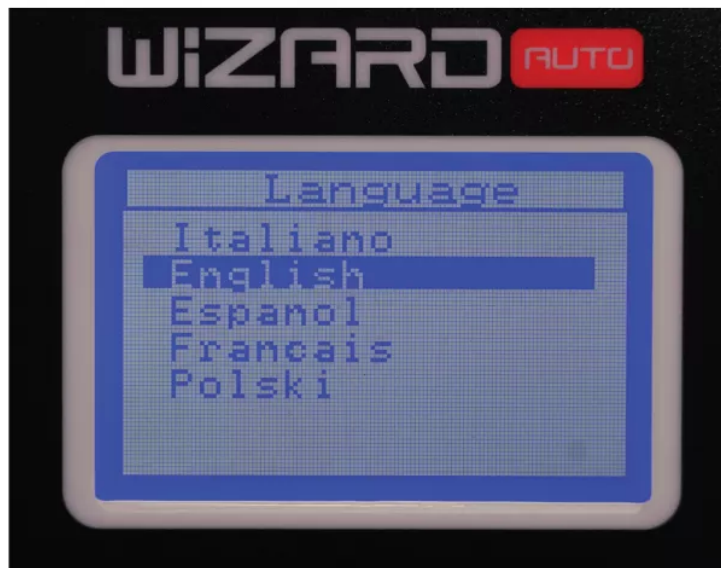 WiZARD AUTO
Language
Italiano
English
Espanol
Francais
Polski